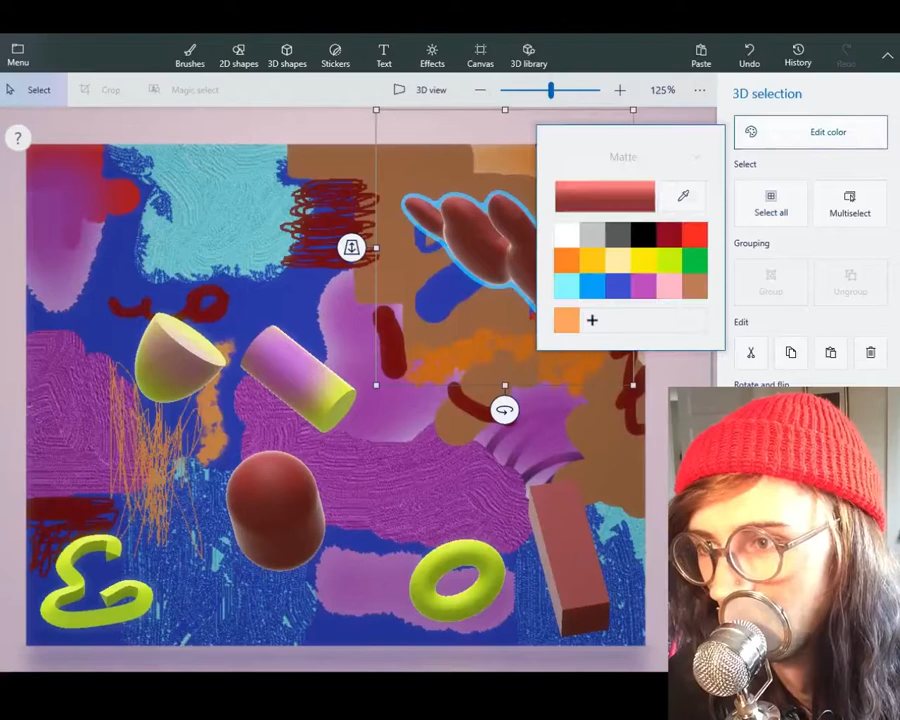 Menu
Brushes
2D shapes
3D shapes
Stickers
Text
Effects
Canvas
3D library
Paste
Undo
History
Redo
Select
Crop
Magic select
3D view
125%
3D selection
?
Matte
Edit color
Select
Select all
Multiselect
Grouping
Group
Ungroup
Edit
Rotate and flip